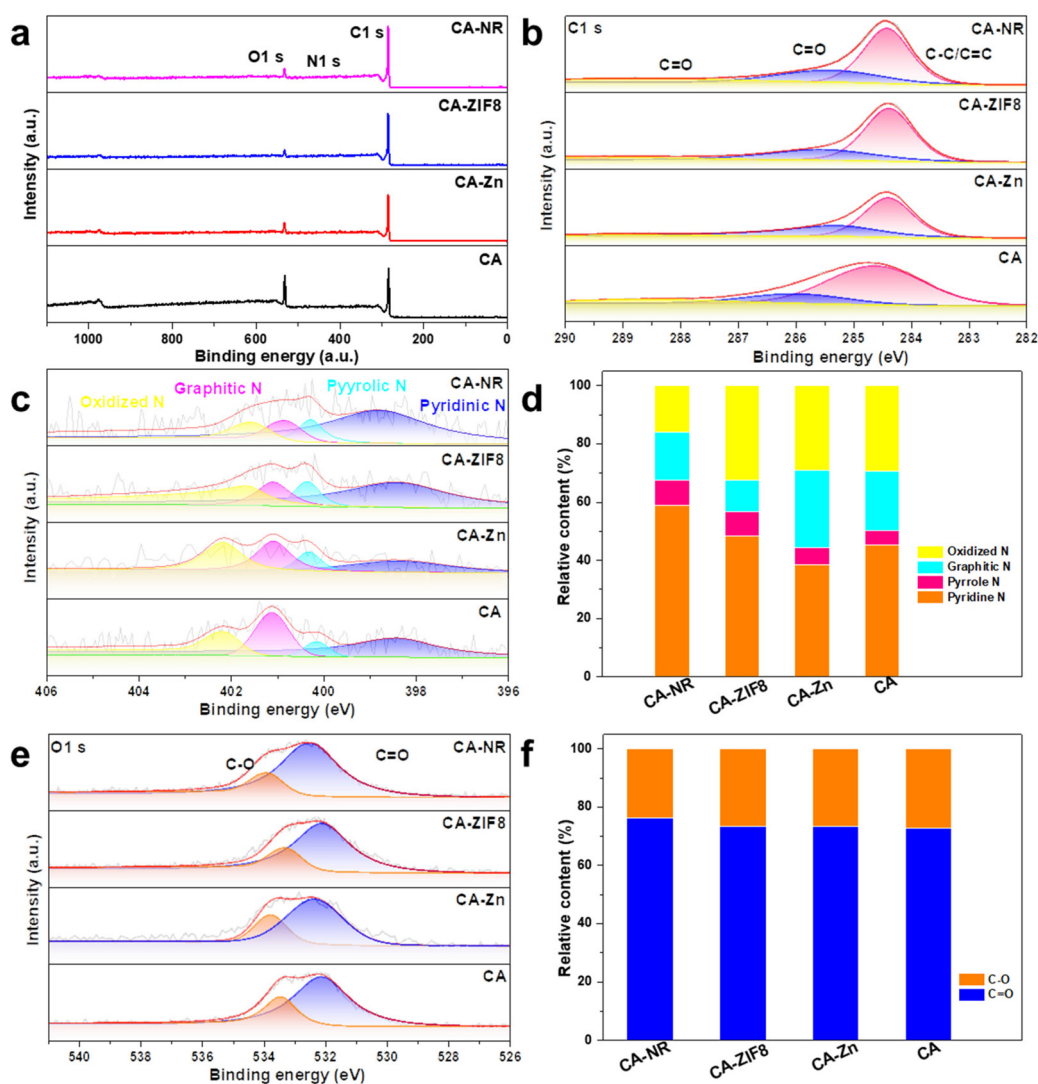 a
C1 s
CA-NR
O1 s
N1 s
CA-ZIF8
CA-Zn
CA
Intensity (a.u.)
1000 800 600 400 200 0
Binding energy (a.u.)
b
C1 s
CA-NR
C=O
C=O
C-C/C=C
CA-ZIF8
CA-Zn
CA
Intensity (a.u.)
290 289 288 287 286 285 284 283 282
Binding energy (eV)
c
CA-NR
Graphitic N
Pyyrolic N
Oxidized N
Pyridinic N
CA-ZIF8
CA-Zn
CA
Intensity (a.u.)
406 404 402 400 398 396
Binding energy (eV)
d
100
80
60
40
20
0
Relative content (%)
Oxidized N
Graphitic N
Pyrrole N
Pyridine N
CA-NR CA-ZIF8 CA-Zn CA
e
O1 s
CA-NR
C-O
C=O
CA-ZIF8
CA-Zn
CA
Intensity (a.u.)
540 538 536 534 532 530 528 526
Binding energy (eV)
f
100
80
60
40
20
0
Relative content (%)
C-O
C=O
CA-NR CA-ZIF8 CA-Zn CA